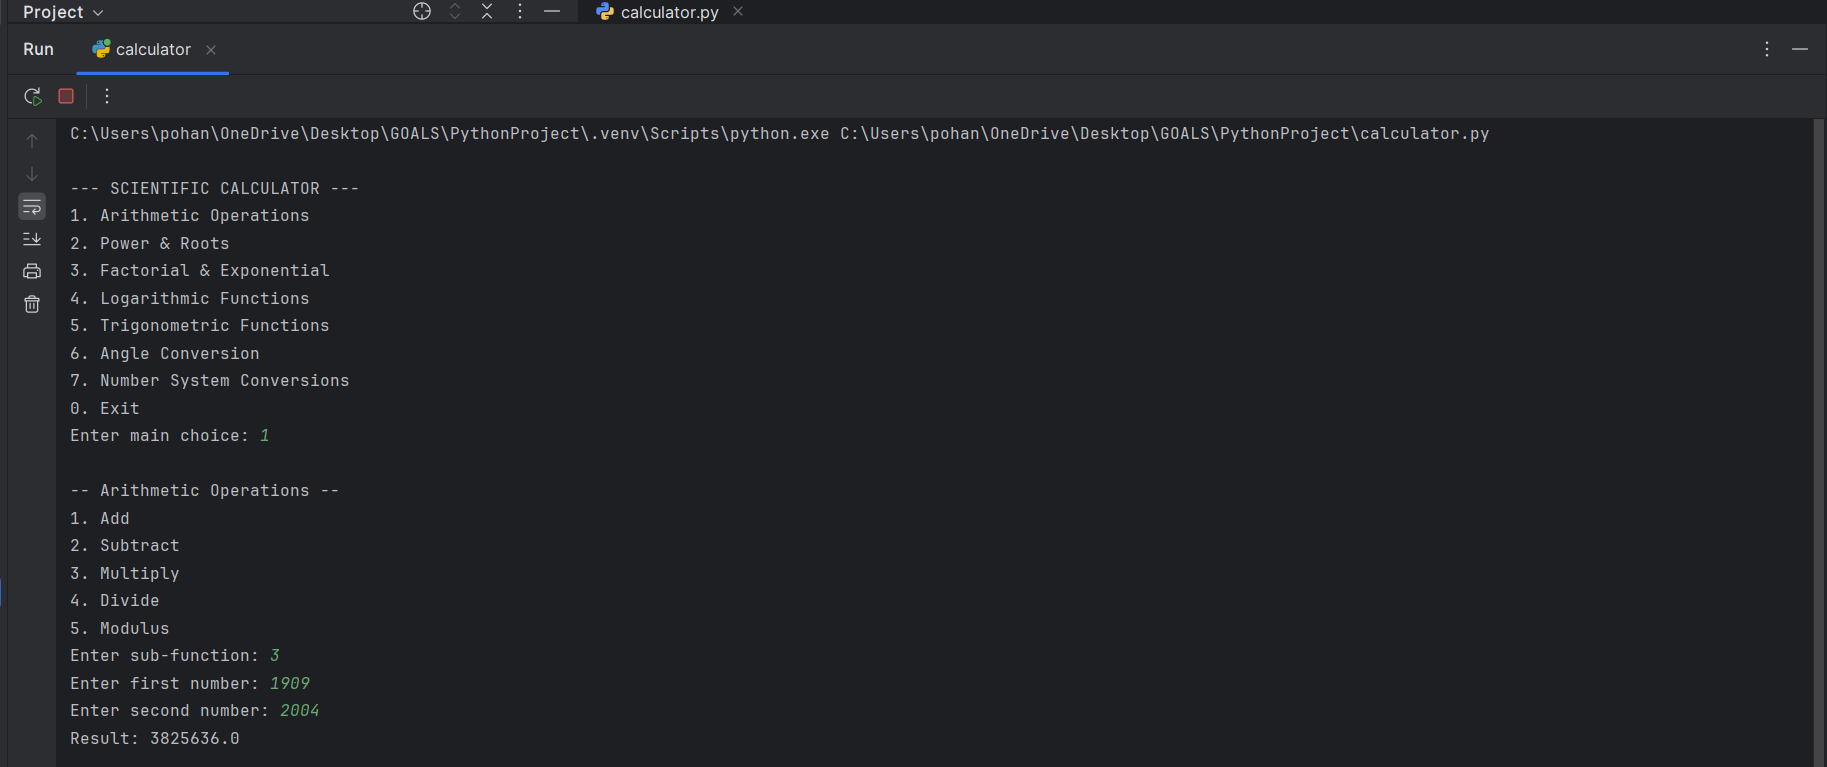 Project
calculator.py
Run
calculator
C:\Users\pohan\OneDrive\Desktop\GOALS\PythonProject\.venv\Scripts\python.exe C:\Users\pohan\OneDrive\Desktop\GOALS\PythonProject\calculator.py
--- SCIENTIFIC CALCULATOR ---
1. Arithmetic Operations
2. Power & Roots
3. Factorial & Exponential
4. Logarithmic Functions
5. Trigonometric Functions
6. Angle Conversion
7. Number System Conversions
0. Exit
Enter main choice: 1
-- Arithmetic Operations --
1. Add
2. Subtract
3. Multiply
4. Divide
5. Modulus
Enter sub-function: 3
Enter first number: 1909
Enter second number: 2004
Result: 3825636.0